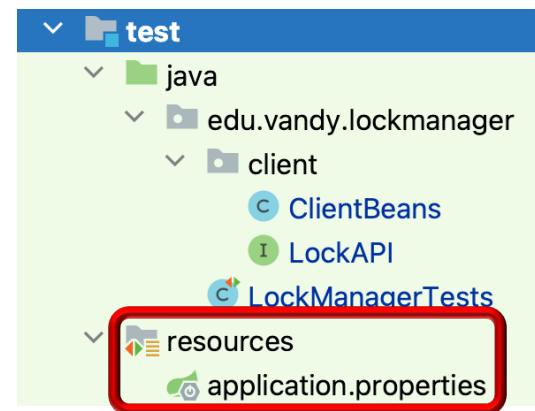 test
java
edu.vandy.lockmanager
client
C ClientBeans
I LockAPI
C LockManagerTests
resources
application.properties